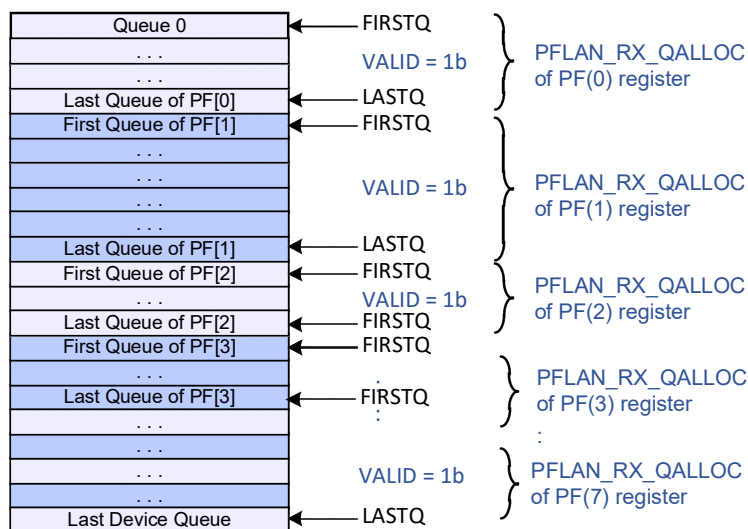 Queue 0
. . .
. . .
Last Queue of PF[0]
First Queue of PF[1]
. . .
. . .
. . .
. . .
Last Queue of PF[1]
First Queue of PF[2]
. . .
Last Queue of PF[2]
First Queue of PF[3]
. . .
Last Queue of PF[3]
. . .
. . .
. . .
. . .
Last Device Queue
FIRSTQ
VALID = 1b
LASTQ
FIRSTQ
VALID = 1b
LASTQ
FIRSTQ
VALID = 1b
FIRSTQ
FIRSTQ
:
FIRSTQ
:
VALID = 1b
LASTQ
PFLAN_RX_QALLOC
of PF(0) register
PFLAN_RX_QALLOC
of PF(1) register
PFLAN_RX_QALLOC
of PF(2) register
PFLAN_RX_QALLOC
of PF(3) register
:
PFLAN_RX_QALLOC
of PF(7) register